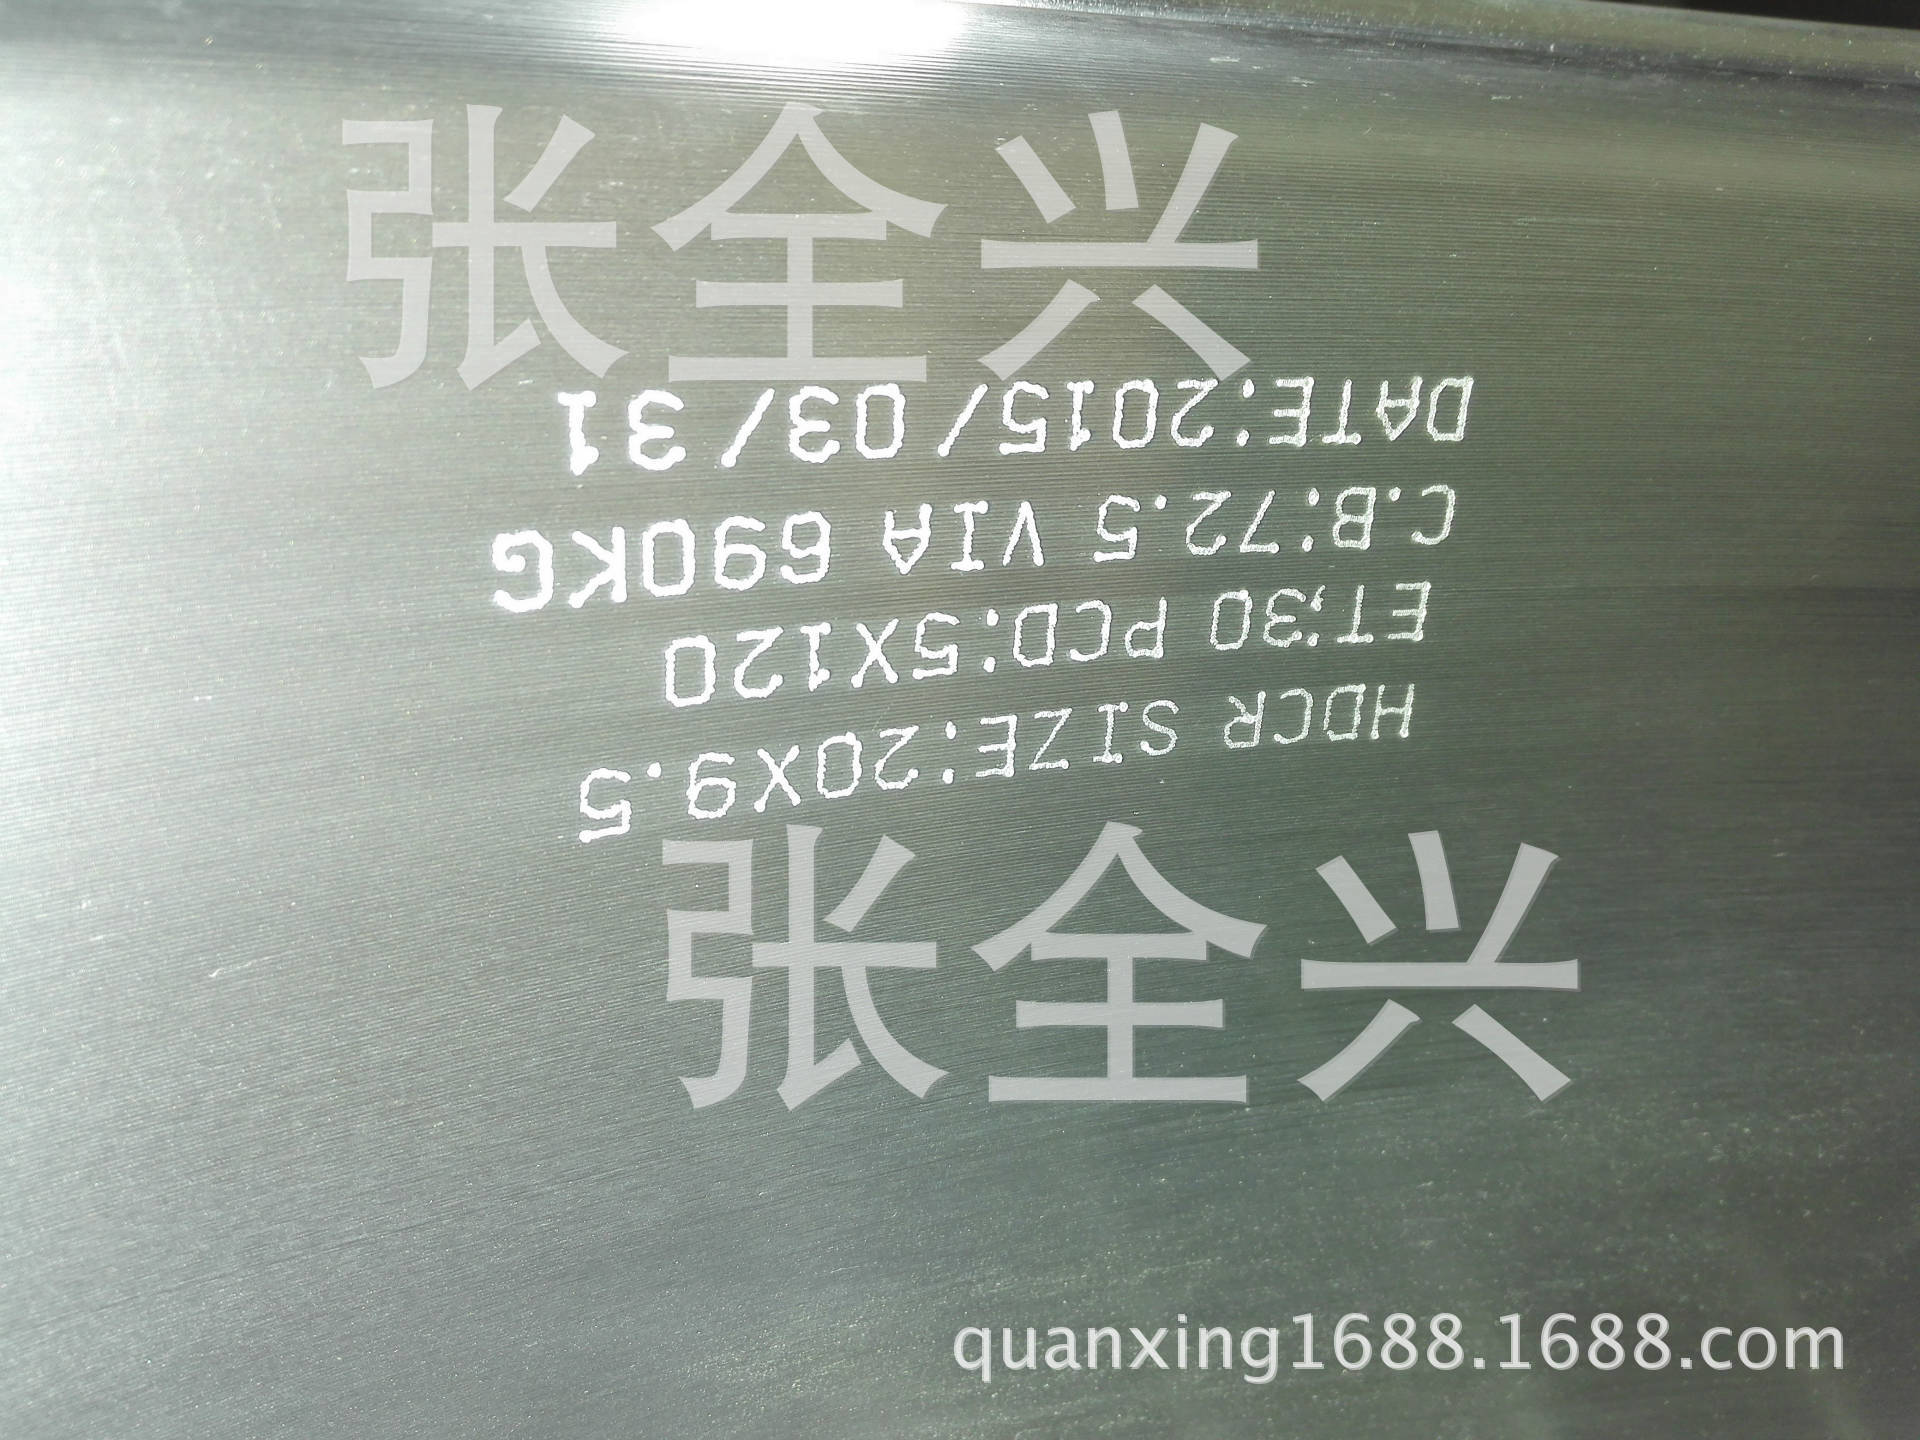 张全兴
HDCR SIZE:20X9.5
ET:30 PCD:5X120
C.B:72.5 VIA 690KG
DATE:2015/03/31
张全兴
quanxing1688.1688.com